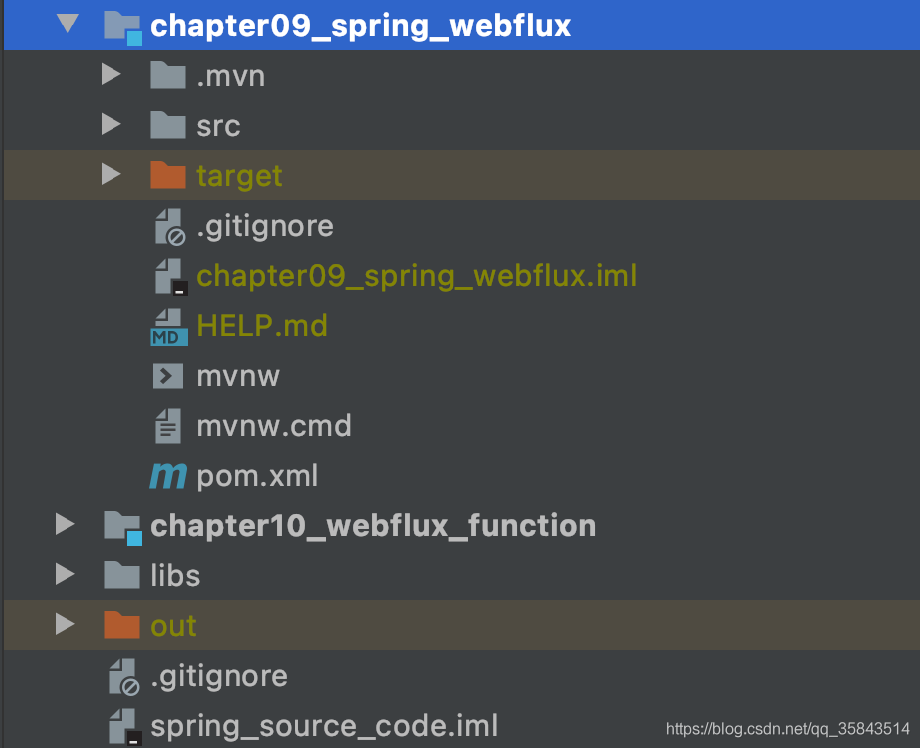 chapter09_spring_webflux
.mvn
src
target
.gitignore
chapter09_spring_webflux.iml
MD HELP.md
mvnw
mvnw.cmd
m pom.xml
chapter10_webflux_function
libs
out
.gitignore
spring_source_code.iml
https://blog.csdn.net/qq_35843514